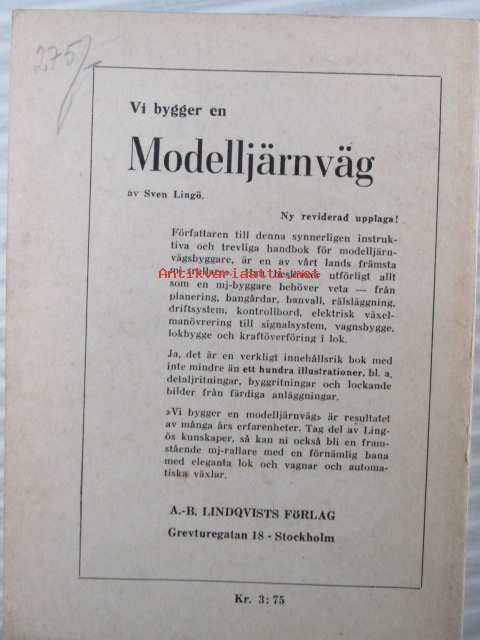 275/-
Vi bygger en
Modelljärnväg
av Sven Lingö.
Ny reviderad upplaga!
Författaren till denna synnerligen instruk-
tiva och trevliga handbok för modelljärn-
vägsbyggare, är en av vårt lands främsta
Antikvariaatti.net
utförligt allt
som en mj-byggare behöver veta — från
planering, bangårdar, banvall, rälsläggning,
driftsystem, kontrollbord, elektrisk växel-
manövrering till signalsystem, vagnsbygge,
lokbygge och kraftöverföring i lok.
Ja, det är en verkligt innehållsrik bok med
inte mindre än ett hundra illustrationer, bl. a.
detaljritningar, byggritningar och lockande
bilder från färdiga anläggningar.
»Vi bygger en modelljärnväg» är resultatet
av många års erfarenheter. Tag del av Ling-
ös kunskaper, så kan ni också bli en fram-
stående mj-rallare med en förnämlig bana
med eleganta lok och vagnar och automa-
tiska växlar.
A.-B. LINDQVISTS FÖRLAG
Grevturegatan 18 - Stockholm
Kr. 3:75